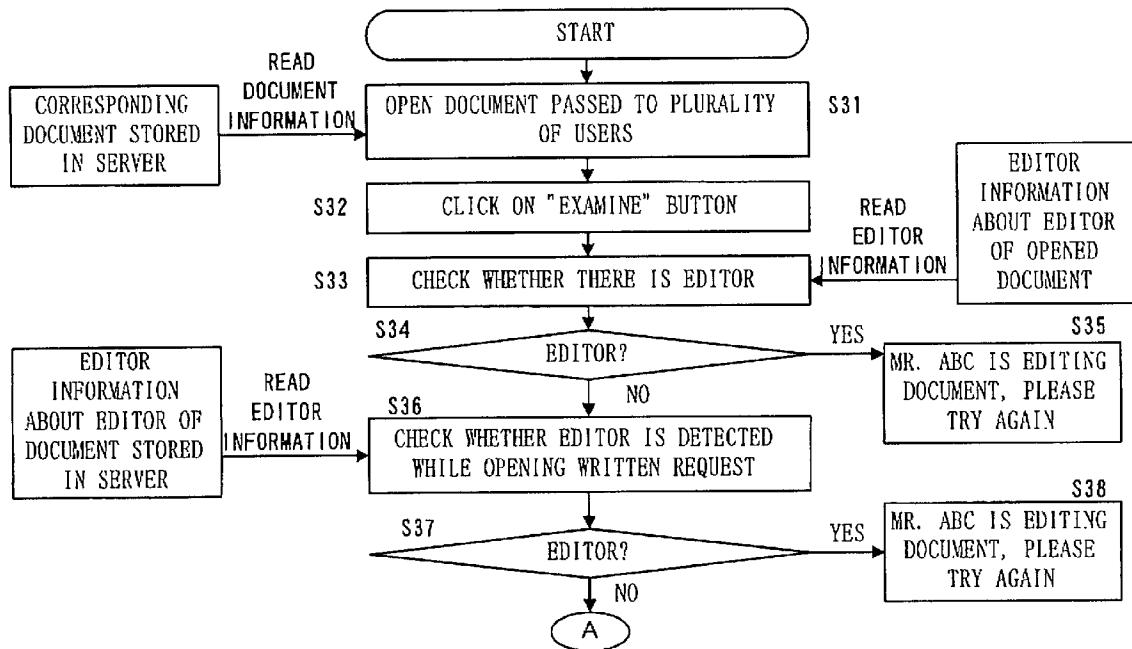 START
READ
DOCUMENT
INFORMATION
CORRESPONDING
DOCUMENT STORED
IN SERVER
OPEN DOCUMENT PASSED TO PLURALITY
OF USERS
S31
S32
CLICK ON "EXAMINE" BUTTON
EDITOR
INFORMATION
ABOUT EDITOR
OF OPENED
DOCUMENT
READ
EDITOR
INFORMATION
S33
CHECK WHETHER THERE IS EDITOR
S34
EDITOR?
YES
NO
S35
MR. ABC IS EDITING
DOCUMENT, PLEASE
TRY AGAIN
EDITOR
INFORMATION
ABOUT EDITOR OF
DOCUMENT STORED
IN SERVER
READ
EDITOR
INFORMATION
S36
CHECK WHETHER EDITOR IS DETECTED
WHILE OPENING WRITTEN REQUEST
S37
EDITOR?
YES
NO
S38
MR. ABC IS EDITING
DOCUMENT, PLEASE
TRY AGAIN
A